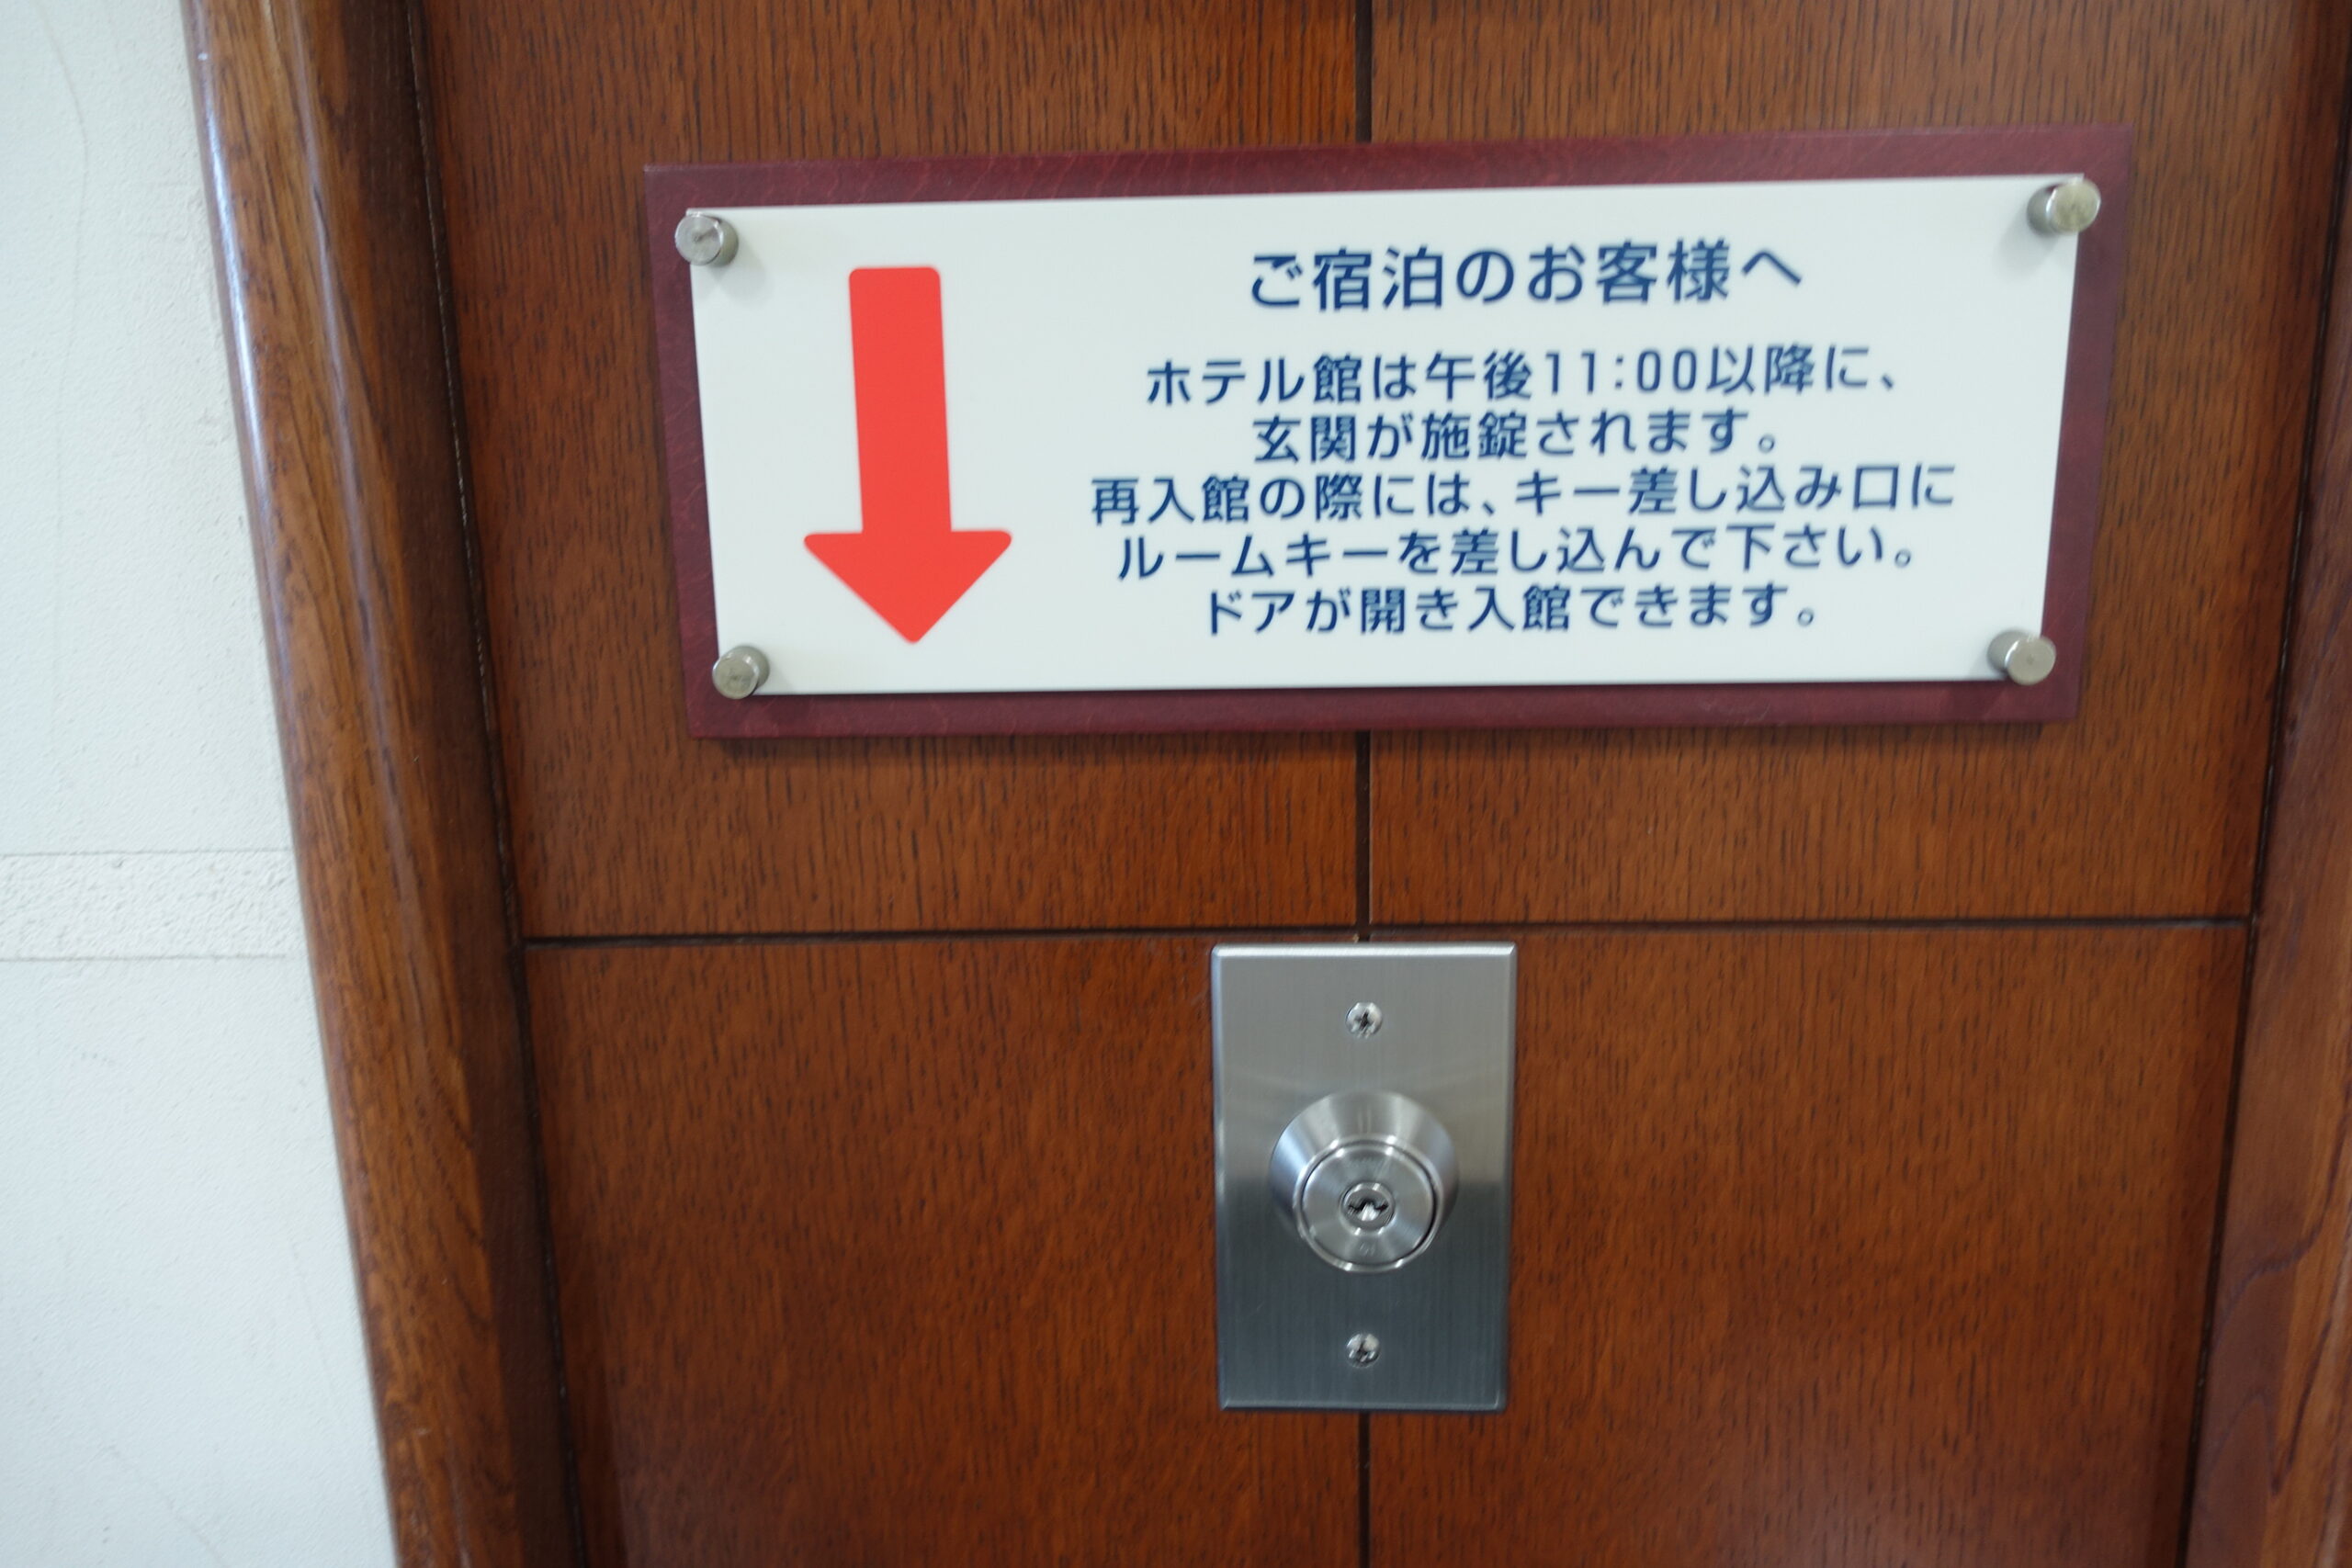 ご宿泊のお客様へ
ホテル館は午後11:00以降に、
玄関が施錠されます。
再入館の際には、キー差し込み口に
ルームキーを差し込んで下さい。
ドアが開き入館できます。